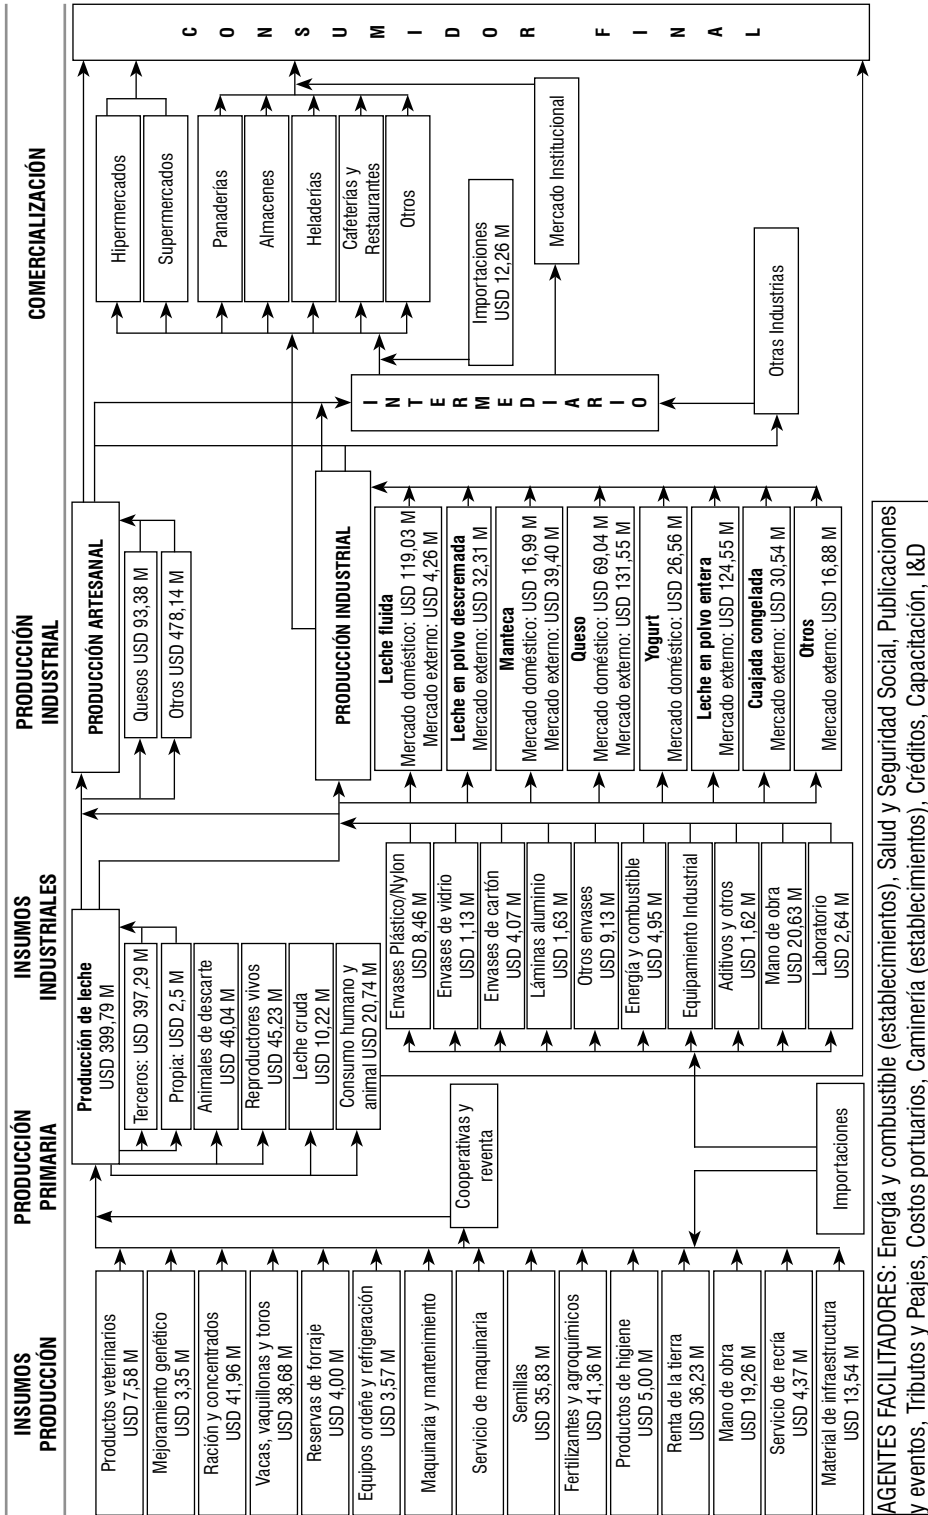 INSUMOS
PRODUCCIÓN
PRODUCCIÓN
PRIMARIA
INSUMOS
INDUSTRIALES
PRODUCCIÓN
INDUSTRIAL
COMERCIALIZACIÓN
Productos veterinarios
USD 7,58 M
Mejoramiento genético
USD 3,35 M
Ración y concentrados
USD 41,96 M
Vacas, vaquillonas y toros
USD 38,68 M
Reservas de forraje
USD 4,00 M
Equipos ordeñe y refrigeración
USD 3,57 M
Maquinaria y mantenimiento
Servicio de maquinaria
Semillas
USD 35,83 M
Fertilizantes y agroquímicos
USD 41,36 M
Productos de higiene
USD 5,00 M
Renta de la tierra
USD 36,23 M
Mano de obra
USD 19,26 M
Servicio de recría
USD 4,37 M
Material de infraestructura
USD 13,54 M
Cooperativas y
reventa
Importaciones
Producción de leche
USD 399,79 M
Terceros: USD 397,29 M
Propia: USD 2,5 M
Animales de descarte
USD 46,04 M
Reproductores vivos
USD 45,23 M
Leche cruda
USD 10,22 M
Consumo humano y
animal USD 20,74 M
Envases Plástico/Nylon
USD 8,46 M
Envases de vidrio
USD 1,13 M
Envases de cartón
USD 4,07 M
Láminas aluminio
USD 1,63 M
Otros envases
USD 9,13 M
Energía y combustible
USD 4,95 M
Equipamiento Industrial
Aditivos y otros
USD 1,62 M
Mano de obra
USD 20,63 M
Laboratorio
USD 2,64 M
PRODUCCIÓN ARTESANAL
Quesos USD 93,38 M
Otros USD 478,14 M
PRODUCCIÓN INDUSTRIAL
Leche fluida
Mercado doméstico: USD 119,03 M
Mercado externo: USD 4,26 M
Leche en polvo descremada
Mercado externo: USD 32,31 M
Manteca
Mercado doméstico: USD 16,99 M
Mercado externo: USD 39,40 M
Queso
Mercado doméstico: USD 69,04 M
Mercado externo: USD 131,55 M
Yogurt
Mercado doméstico: USD 26,56 M
Leche en polvo entera
Mercado externo: USD 124,55 M
Cuajada congelada
Mercado externo: USD 30,54 M
Otros
Mercado externo: USD 16,88 M
INTERMEDIARIO
Otras Industrias
Importaciones
USD 12,26 M
Mercado Institucional
Hipermercados
Supermercados
Panaderías
Almacenes
Heladerías
Cafeterías y
Restaurantes
Otros
CONSUMIDOR FINAL
AGENTES FACILITADORES: Energía y combustible (establecimientos), Salud y Seguridad Social, Publicaciones
y eventos, Tributos y Peajes, Costos portuarios, Caminería (establecimientos), Créditos, Capacitación, I&D